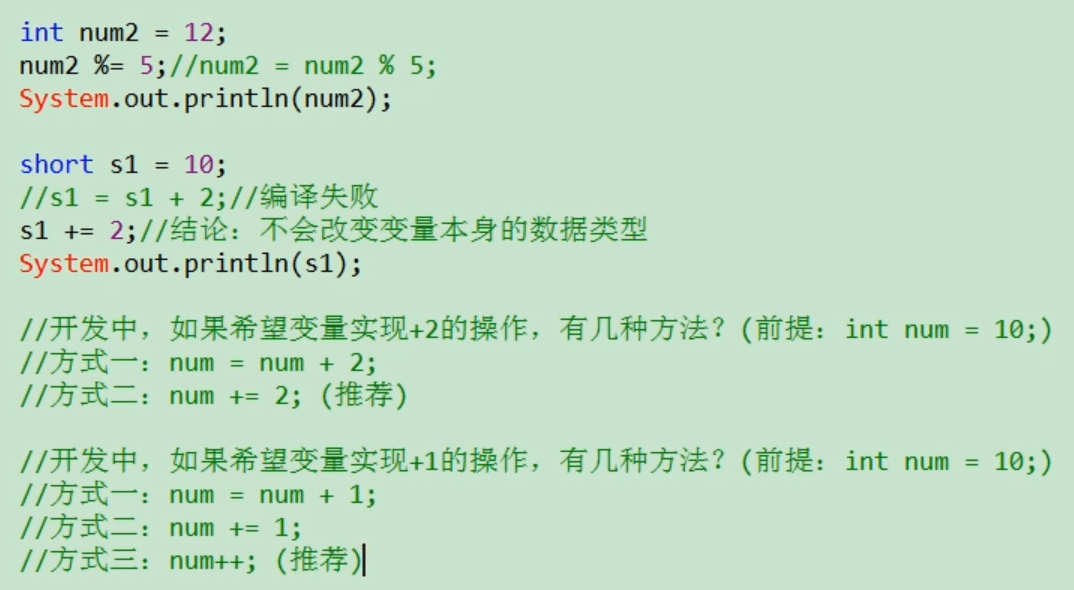 int num2 = 12;
num2 %= 5;//num2 = num2 % 5;
System.out.println(num2);
short s1 = 10;
//s1 = s1 + 2;//编译失败
s1 += 2;//结论：不会改变变量本身的数据类型
System.out.println(s1);
//开发中，如果希望变量实现+2的操作，有几种方法？(前提：int num = 10;)
//方式一：num = num + 2;
//方式二：num += 2; (推荐)
//开发中，如果希望变量实现+1的操作，有几种方法？(前提：int num = 10;)
//方式一：num = num + 1;
//方式二：num += 1;
//方式三：num++; (推荐)